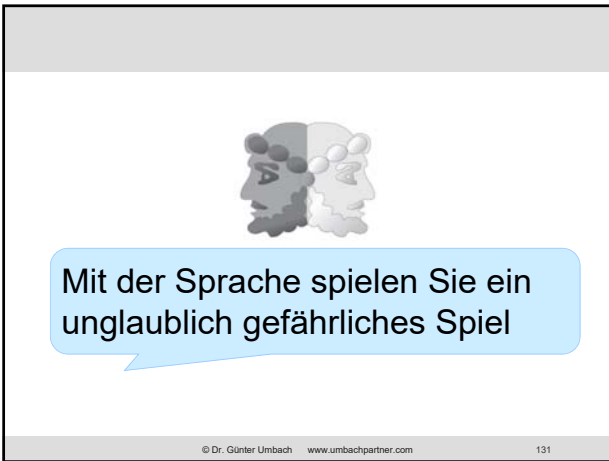 Mit der Sprache spielen Sie ein
unglaublich gefährliches Spiel
© Dr. Günter Umbach www.umbachpartner.com 131